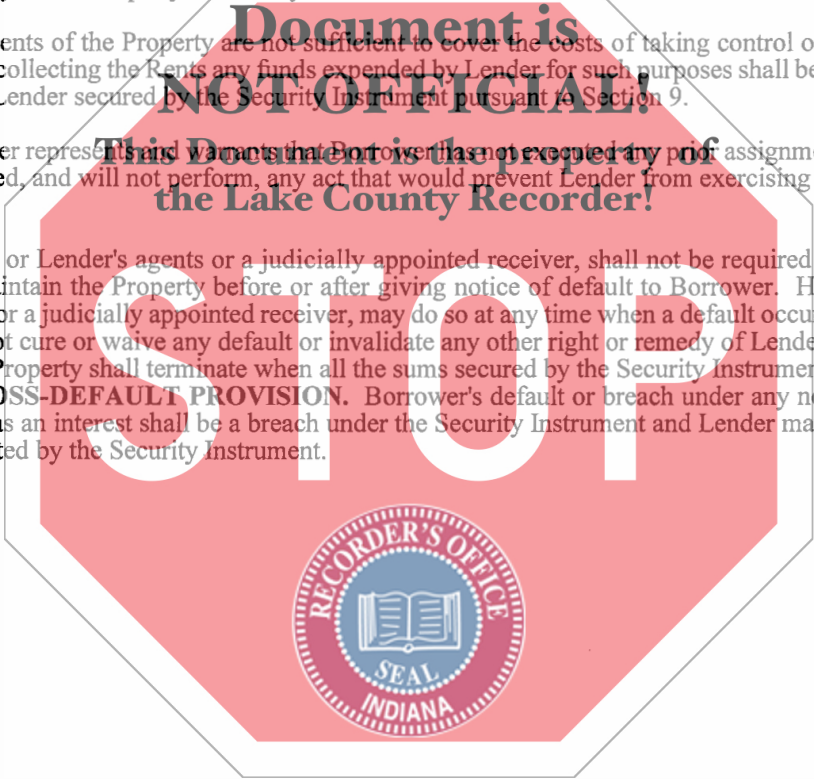 Document is
ents of the Property are not sufficient to cover the costs of taking control o
collecting the Rents any funds expended by Lender for such purposes shall be
Lender secured by the Security Instrument pursuant to Section 9.
NOT OFFICIAL!
er represents and warrants that Borrower has not executed any prior assignme
ed, and will not perform, any act that would prevent Lender from exercising
This Document is the property of
the Lake County Recorder!
or Lender's agents or a judicially appointed receiver, shall not be required
intain the Property before or after giving notice of default to Borrower. H
or a judicially appointed receiver, may do so at any time when a default occu
t cure or waive any default or invalidate any other right or remedy of Lende
Property shall terminate when all the sums secured by the Security Instrumen
OSS-DEFAULT PROVISION. Borrower's default or breach under any no
s an interest shall be a breach under the Security Instrument and Lender ma
ted by the Security Instrument.
STOP
RECORDER'S OFFICE
SEAL
INDIANA